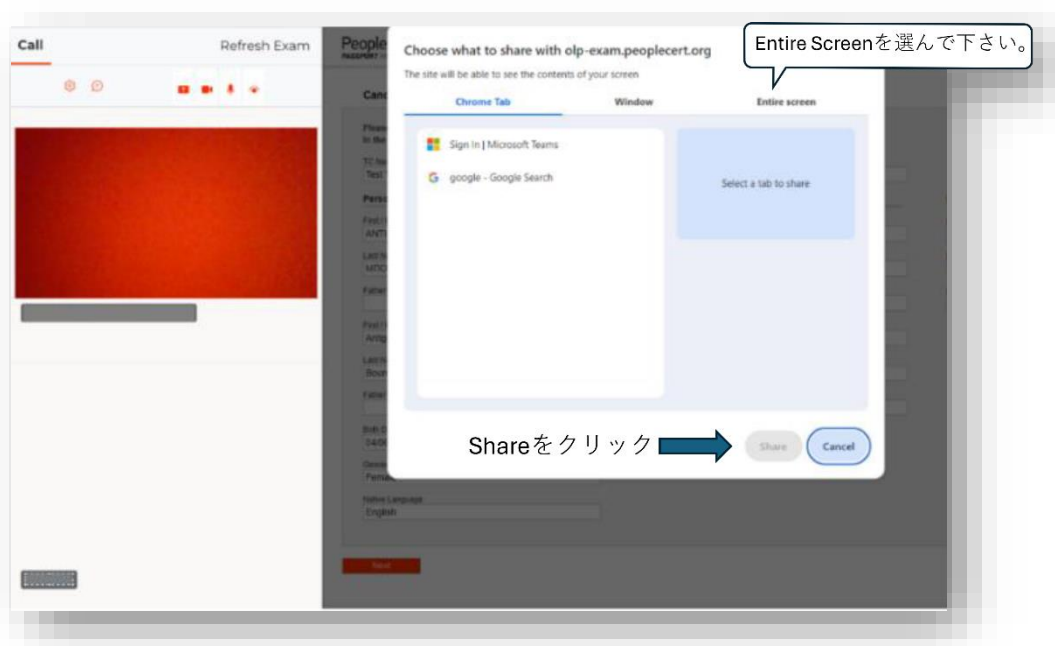 Call
Refresh Exam
People
PASSPORT
Choose what to share with olp-exam.peoplecert.org
Entire Screenを選んで下さい。
The site will be able to see the contents of your screen
Chrome Tab
Window
Entire screen
Sign In | Microsoft Teams
google - Google Search
Select a tab to share
Shareをクリック
Share
Cancel
Female
Native Language
English
Next